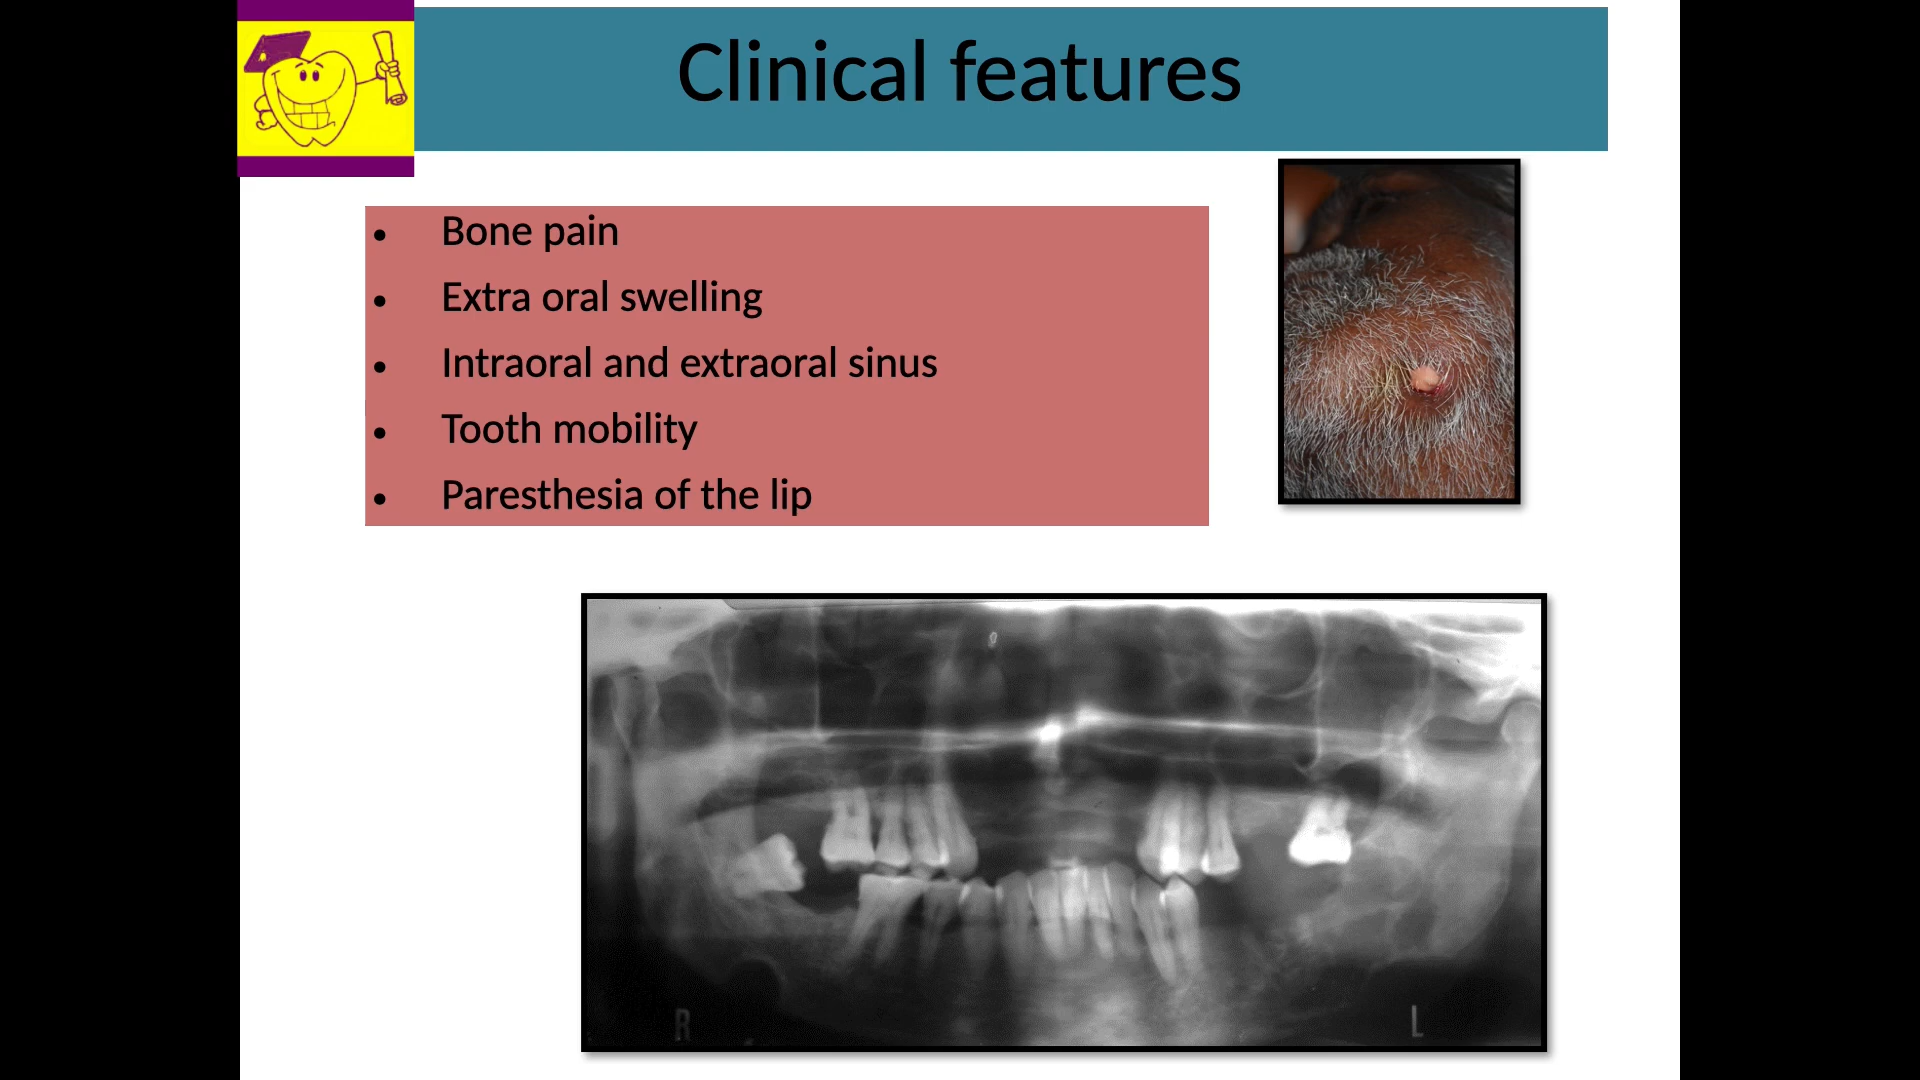 Clinical features
• Bone pain
• Extra oral swelling
• Intraoral and extraoral sinus
• Tooth mobility
• Paresthesia of the lip
R
L